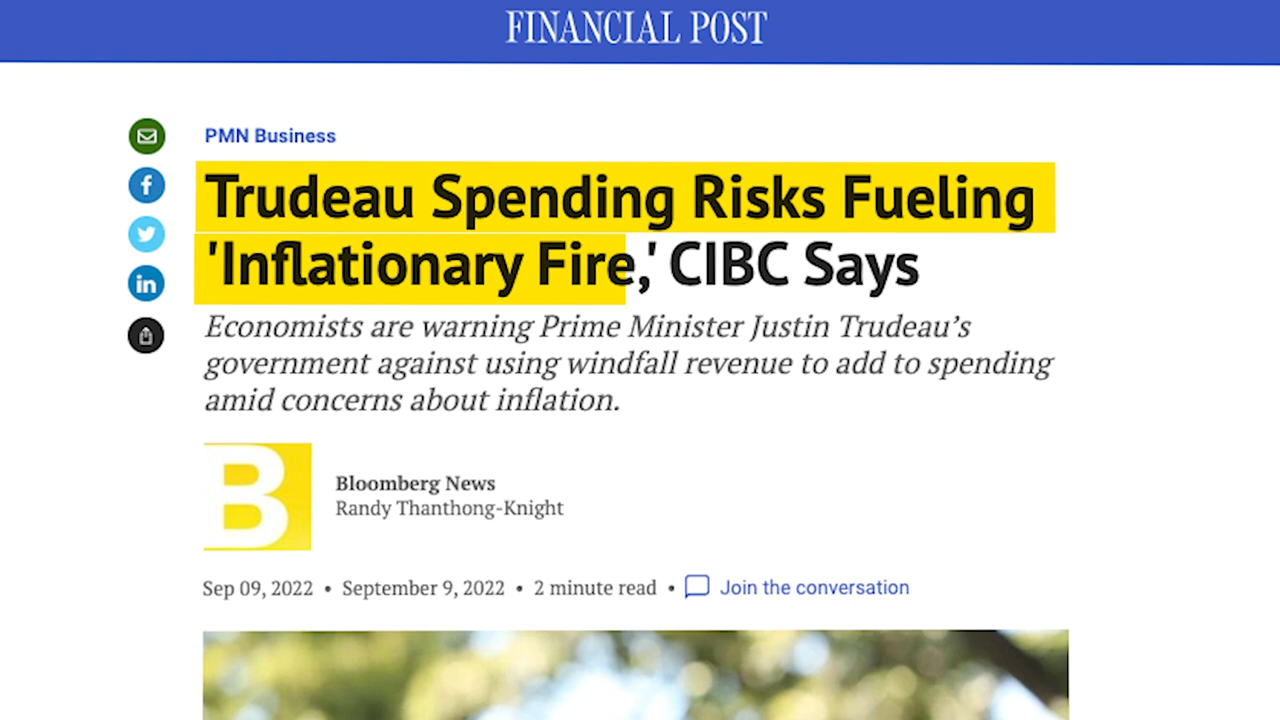 FINANCIAL POST
PMN Business
Trudeau Spending Risks Fueling
'Inflationary Fire,' CIBC Says
Economists are warning Prime Minister Justin Trudeau’s
government against using windfall revenue to add to spending
amid concerns about inflation.
B
Bloomberg News
Randy Thanthong-Knight
Sep 09, 2022 • September 9, 2022 • 2 minute read • Join the conversation